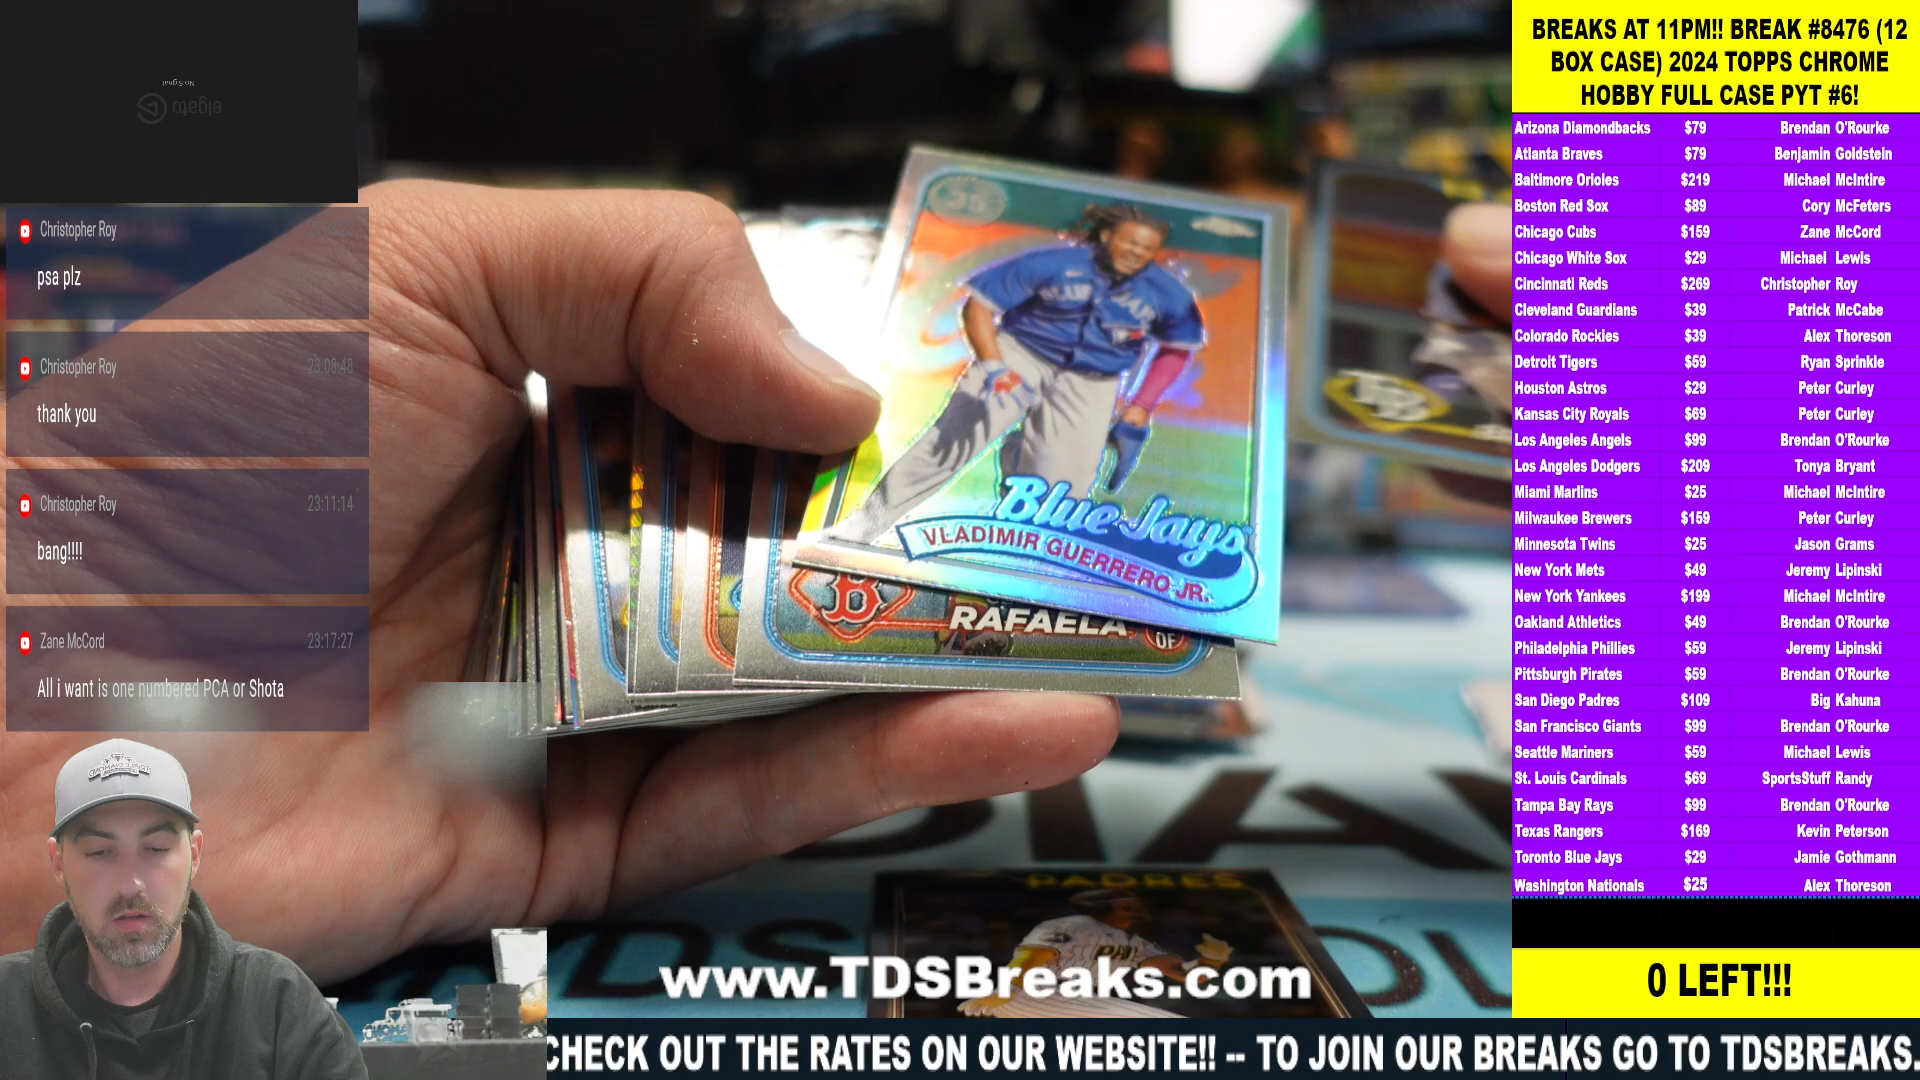 No Signal
elgato
Christopher Roy
psa plz
Christopher Roy 23:08:48
thank you
Christopher Roy 23:11:14
bang!!!!
Zane McCord 23:17:27
All i want is one numbered PCA or Shota
35
BLUE JAYS
Blue Jays
VLADIMIR GUERRERO JR.
B
RAFAELA
OF
TDS
PADRES
www.TDSBreaks.com
CHECK OUT THE RATES ON OUR WEBSITE!! -- TO JOIN OUR BREAKS GO TO TDSBREAKS.
BREAKS AT 11PM!! BREAK #8476 (12
BOX CASE) 2024 TOPPS CHROME
HOBBY FULL CASE PYT #6!
Arizona Diamondbacks $79 Brendan O'Rourke
Atlanta Braves $79 Benjamin Goldstein
Baltimore Orioles $219 Michael McIntire
Boston Red Sox $89 Cory McFeters
Chicago Cubs $159 Zane McCord
Chicago White Sox $29 Michael Lewis
Cincinnati Reds $269 Christopher Roy
Cleveland Guardians $39 Patrick McCabe
Colorado Rockies $39 Alex Thoreson
Detroit Tigers $59 Ryan Sprinkle
Houston Astros $29 Peter Curley
Kansas City Royals $69 Peter Curley
Los Angeles Angels $99 Brendan O'Rourke
Los Angeles Dodgers $209 Tonya Bryant
Miami Marlins $25 Michael McIntire
Milwaukee Brewers $159 Peter Curley
Minnesota Twins $25 Jason Grams
New York Mets $49 Jeremy Lipinski
New York Yankees $199 Michael McIntire
Oakland Athletics $49 Brendan O'Rourke
Philadelphia Phillies $59 Jeremy Lipinski
Pittsburgh Pirates $59 Brendan O'Rourke
San Diego Padres $109 Big Kahuna
San Francisco Giants $99 Brendan O'Rourke
Seattle Mariners $59 Michael Lewis
St. Louis Cardinals $69 SportsStuff Randy
Tampa Bay Rays $99 Brendan O'Rourke
Texas Rangers $169 Kevin Peterson
Toronto Blue Jays $29 Jamie Gothmann
Washington Nationals $25 Alex Thoreson
0 LEFT!!!